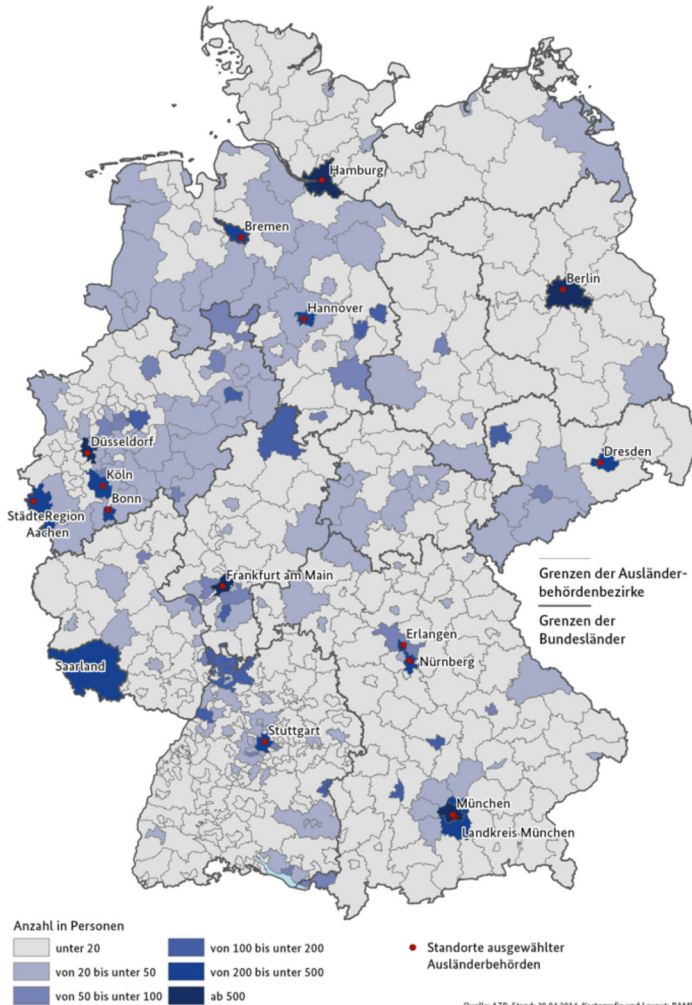 Hamburg
Bremen
Berlin
Hannover
Düsseldorf
Köln
Bonn
StädteRegion
Aachen
Dresden
Frankfurt am Main
Grenzen der Ausländer-
behördenbezirke
Grenzen der
Bundesländer
Erlangen
Nürnberg
Saarland
Stuttgart
München
Landkreis München
Anzahl in Personen
unter 20
von 20 bis unter 50
von 50 bis unter 100
von 100 bis unter 200
von 200 bis unter 500
ab 500
Standorte ausgewählter
Ausländerbehörden